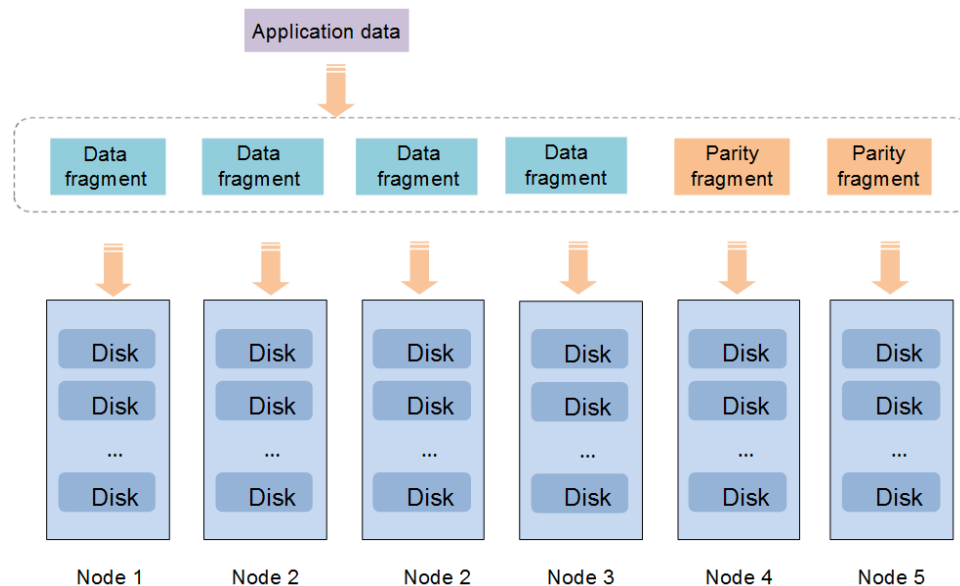 Application data
Data
fragment
Data
fragment
Data
fragment
Data
fragment
Parity
fragment
Parity
fragment
Disk
Disk
Disk
Disk
Disk
Disk
Disk
Disk
Disk
Disk
Disk
Disk
...
...
...
...
...
...
Disk
Disk
Disk
Disk
Disk
Disk
Node 1
Node 2
Node 2
Node 3
Node 4
Node 5